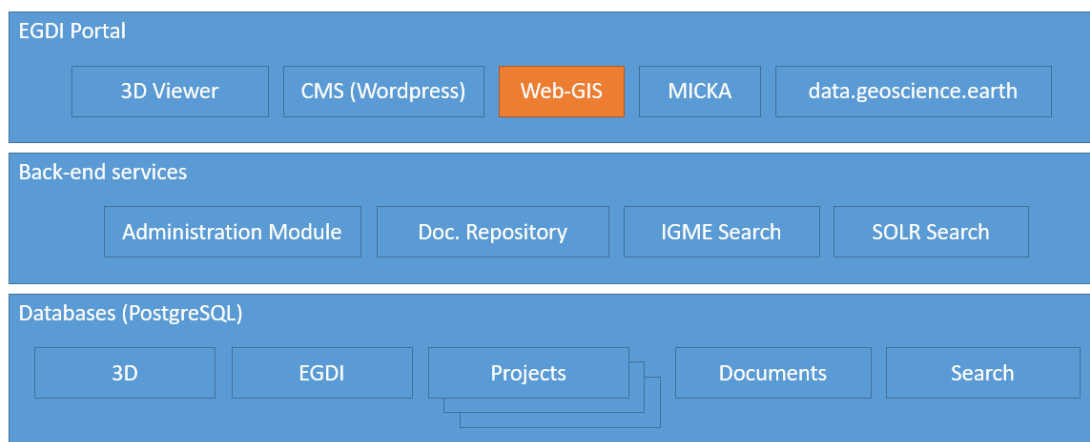 EGDI Portal
3D Viewer
CMS (Wordpress)
Web-GIS
MICKA
data.geoscience.earth
Back-end services
Administration Module
Doc. Repository
IGME Search
SOLR Search
Databases (PostgreSQL)
3D
EGDI
Projects
Documents
Search